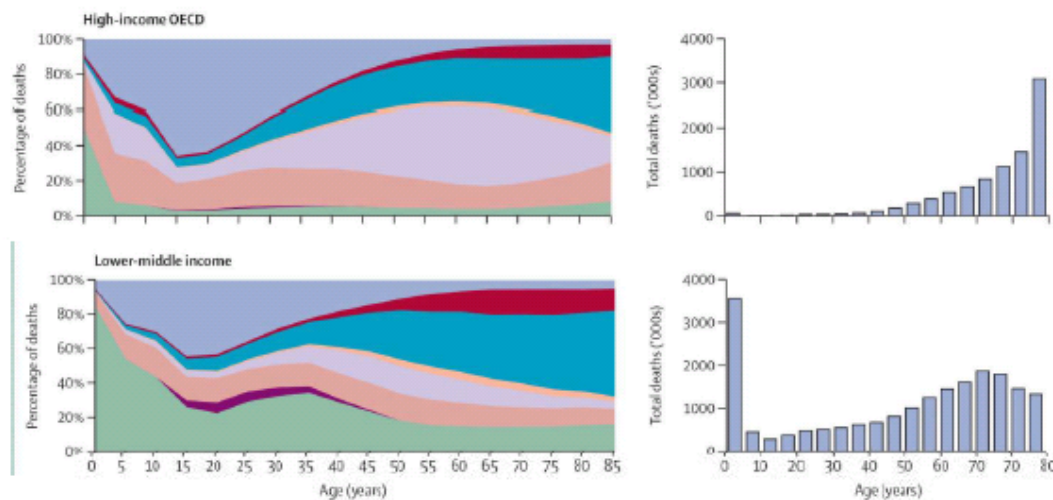 High-income OECD
100%
80%
60%
40%
20%
0%
Percentage of deaths
4000
3000
2000
1000
0
Total deaths ('000s)
Lower-middle income
100%
80%
60%
40%
20%
0%
Percentage of deaths
0 5 10 15 20 25 30 35 40 45 50 55 60 65 70 75 80 85
Age (years)
4000
3000
2000
1000
0
Total deaths ('000s)
0 10 20 30 40 50 60 60 70 70 80
Age (years)